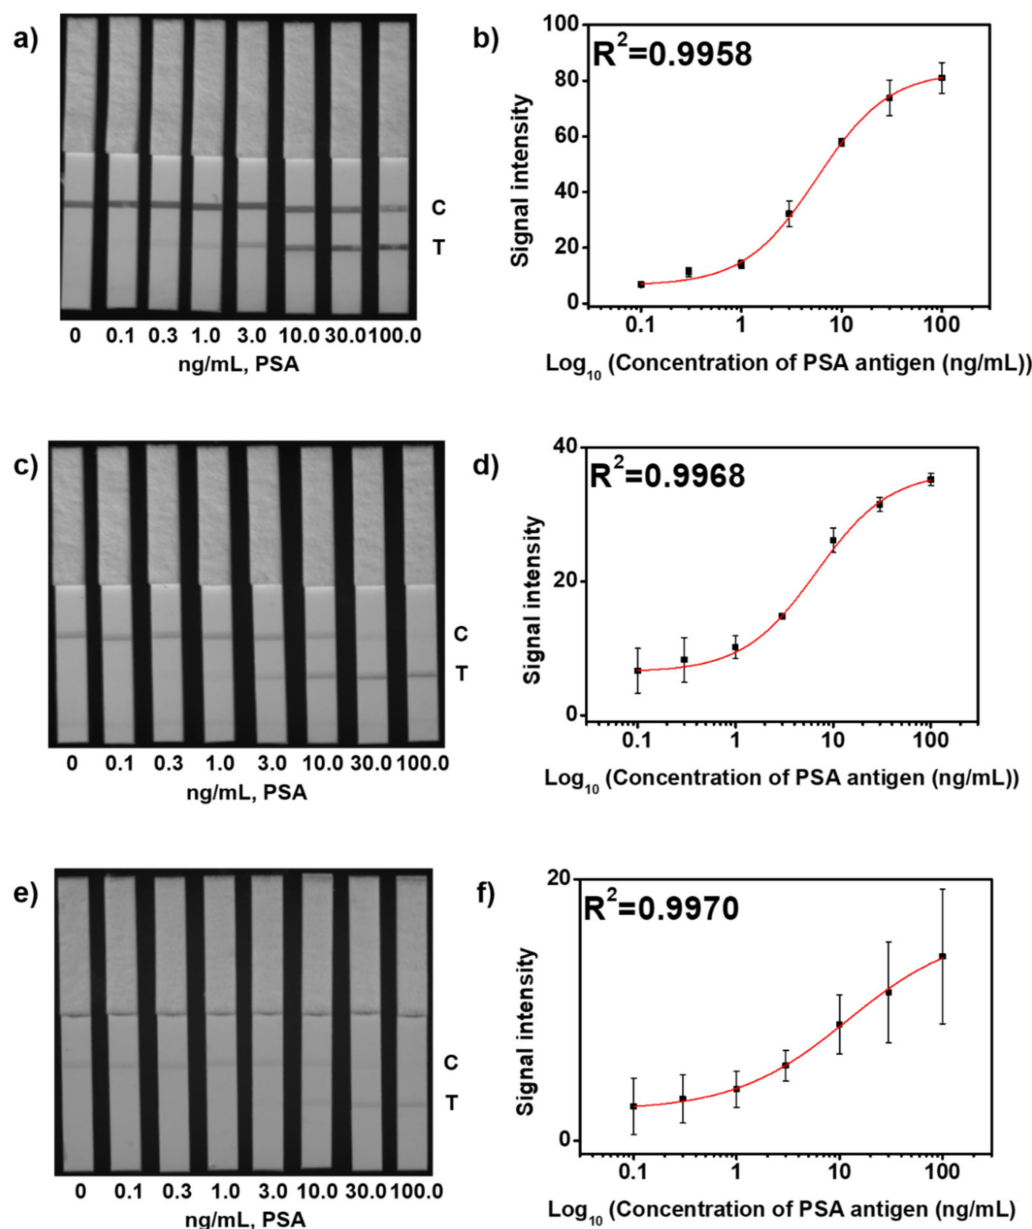 a)
C
T
0 0.1 0.3 1.0 3.0 10.0 30.0 100.0
ng/mL, PSA
b)
R²=0.9958
Signal intensity
100
80
60
40
20
0
0.1 1 10 100
Log₁₀ (Concentration of PSA antigen (ng/mL))
c)
C
T
0 0.1 0.3 1.0 3.0 10.0 30.0 100.0
ng/mL, PSA
d)
R²=0.9968
Signal intensity
40
20
0
0.1 1 10 100
Log₁₀ (Concentration of PSA antigen (ng/mL))
e)
C
T
0 0.1 0.3 1.0 3.0 10.0 30.0 100.0
ng/mL, PSA
f)
R²=0.9970
Signal intensity
20
0
0.1 1 10 100
Log₁₀ (Concentration of PSA antigen (ng/mL)